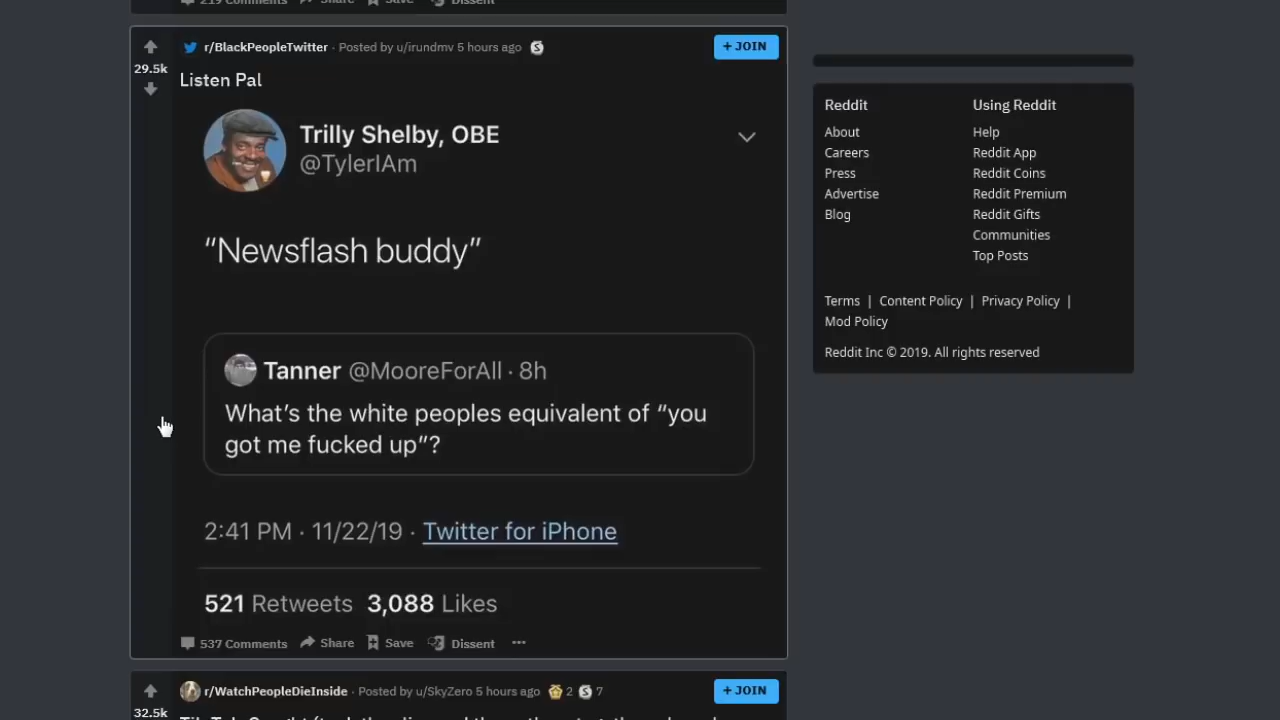 219 Comments Share Save Dissent
r/BlackPeopleTwitter · Posted by u/irundmv 5 hours ago
+ JOIN
29.5k
Listen Pal
Trilly Shelby, OBE
@TylerIAm
“Newsflash buddy”
Tanner @MooreForAll · 8h
What’s the white peoples equivalent of “you
got me fucked up”?
2:41 PM · 11/22/19 · Twitter for iPhone
521 Retweets 3,088 Likes
537 Comments Share Save Dissent ···
r/WatchPeopleDieInside · Posted by u/SkyZero 5 hours ago 2 S 7
+ JOIN
32.5k
Reddit
About
Careers
Press
Advertise
Blog
Using Reddit
Help
Reddit App
Reddit Coins
Reddit Premium
Reddit Gifts
Communities
Top Posts
Terms | Content Policy | Privacy Policy |
Mod Policy
Reddit Inc © 2019. All rights reserved